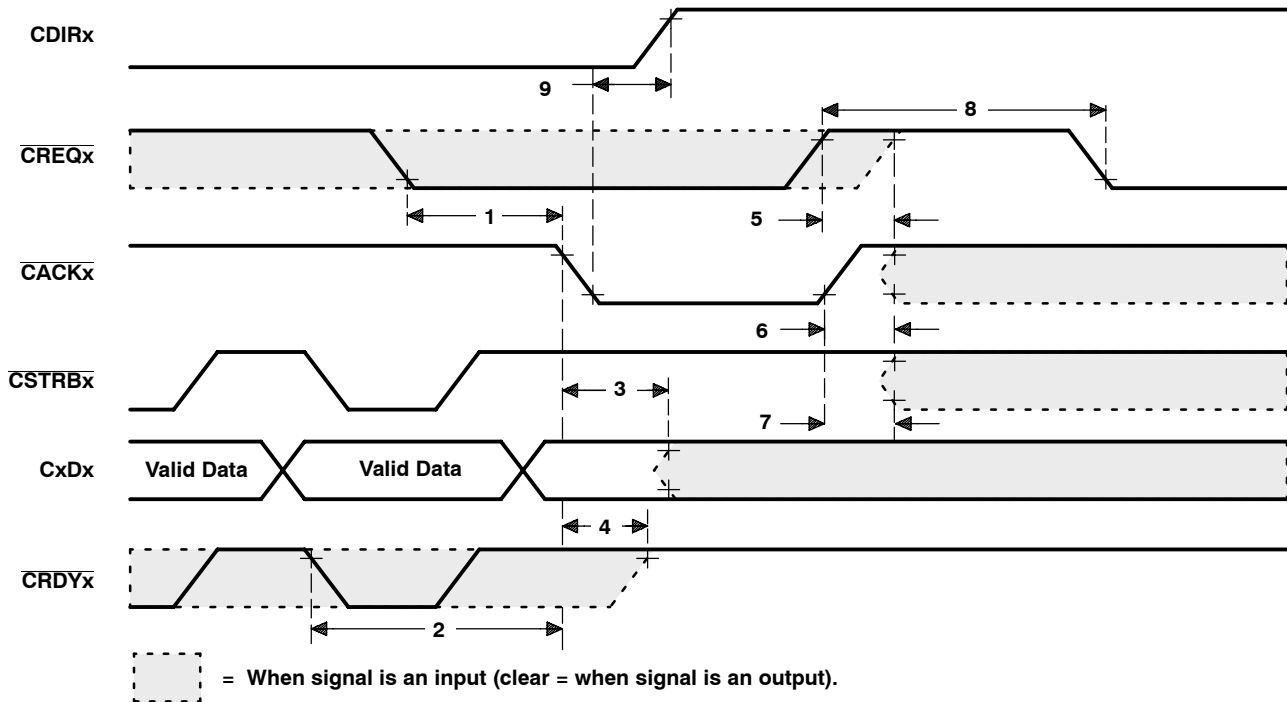 CDIRx
9
8
CREQx
1
5
CACKx
6
CSTRBx
3
7
CxDx
Valid Data
Valid Data
4
CRDYx
2
= When signal is an input (clear = when signal is an output).